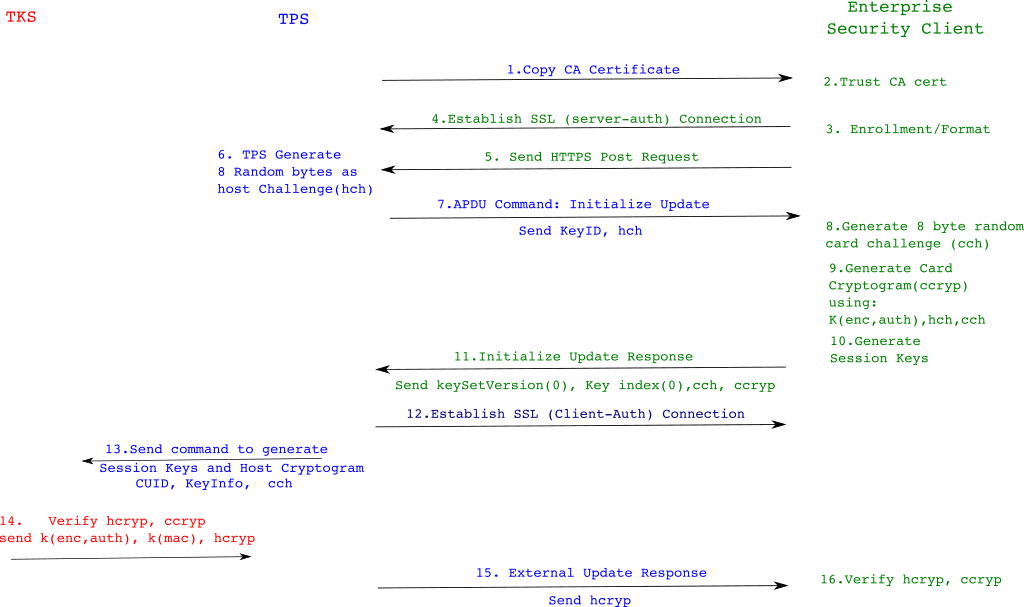 TKS
TPS
Enterprise
Security Client
1.Copy CA Certificate
2.Trust CA cert
4.Establish SSL (server-auth) Connection
3. Enrollment/Format
5. Send HTTPS Post Request
6. TPS Generate
8 Random bytes as
host Challenge(hch)
7.APDU Command: Initialize Update
Send KeyID, hch
8.Generate 8 byte random
card challenge (cch)
9.Generate Card
Cryptogram(ccryp)
using:
K(enc,auth),hch,cch
10.Generate
Session Keys
11.Initialize Update Response
Send keySetVersion(0), Key index(0),cch, ccryp
12.Establish SSL (Client-Auth) Connection
13.Send command to generate
Session Keys and Host Cryptogram
CUID, KeyInfo, cch
14. Verify hcryp, ccryp
send k(enc,auth), k(mac), hcryp
15. External Update Response
Send hcryp
16.Verify hcryp, ccryp